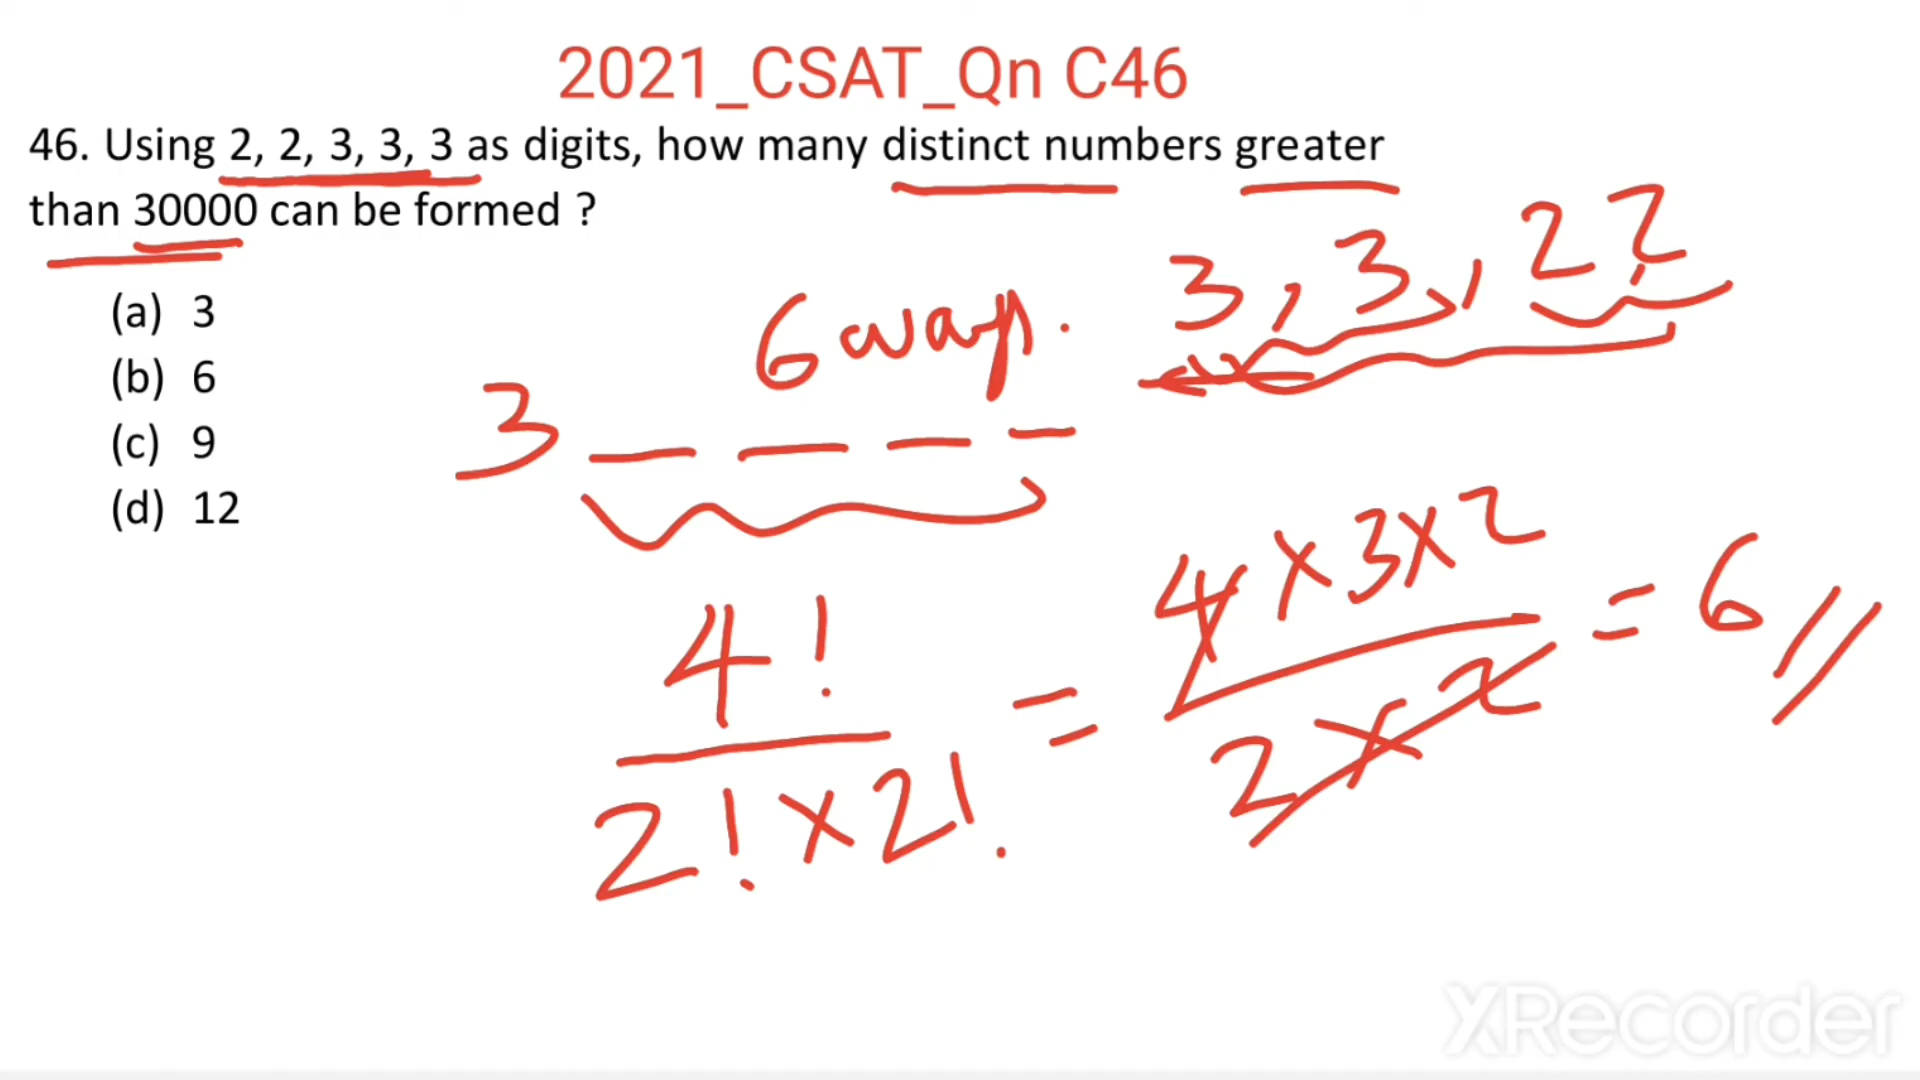 2021_CSAT_Qn C46
46. Using 2, 2, 3, 3, 3 as digits, how many distinct numbers greater
than 30000 can be formed ?
3, 3, 2 2
(a) 3
6 ways.
(b) 6
3 _ _ _ _
(c) 9
(d) 12
4! / 2! × 2! = 4 × 3 × 2 / 2 × 2 = 6 //
XRecorder